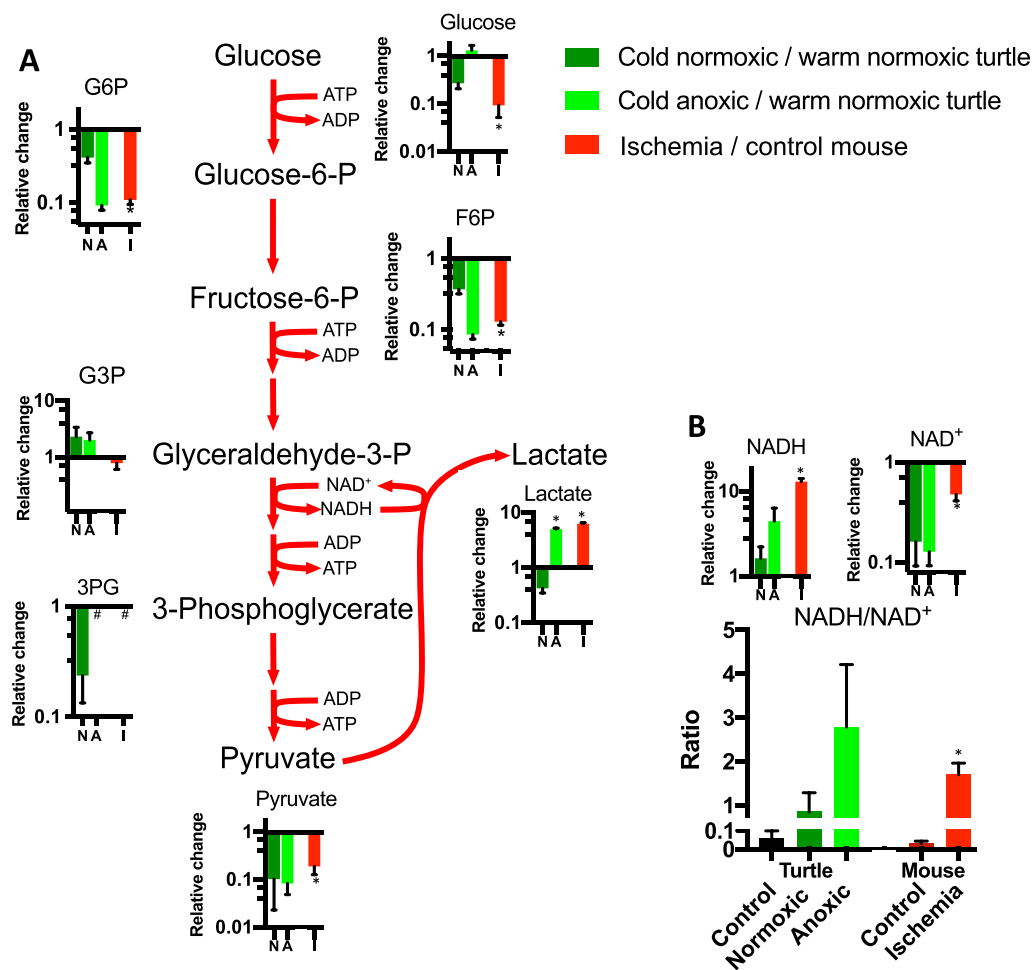 A
Glucose
ATP
ADP
Glucose-6-P
Fructose-6-P
ATP
ADP
Glyceraldehyde-3-P
NAD+
NADH
ADP
ATP
3-Phosphoglycerate
ADP
ATP
Pyruvate
Lactate
G6P
Relative change
1
0.1
N A I
*
Glucose
Relative change
1
0.1
0.01
N A I
*
Cold normoxic / warm normoxic turtle
Cold anoxic / warm normoxic turtle
Ischemia / control mouse
F6P
Relative change
1
0.1
N A I
*
G3P
Relative change
10
1
N A I
3PG
Relative change
1
0.1
# #
N A I
Lactate
Relative change
10
1
0.1
* *
N A I
Pyruvate
Relative change
1
0.1
0.01
*
N A I
B
NADH
Relative change
10
1
*
N A I
NAD+
Relative change
1
0.1
*
N A I
NADH/NAD+
Ratio
5
4
3
2
1
0.1
0
*
Turtle Mouse
Control
Normoxic
Anoxic
Control
Ischemia